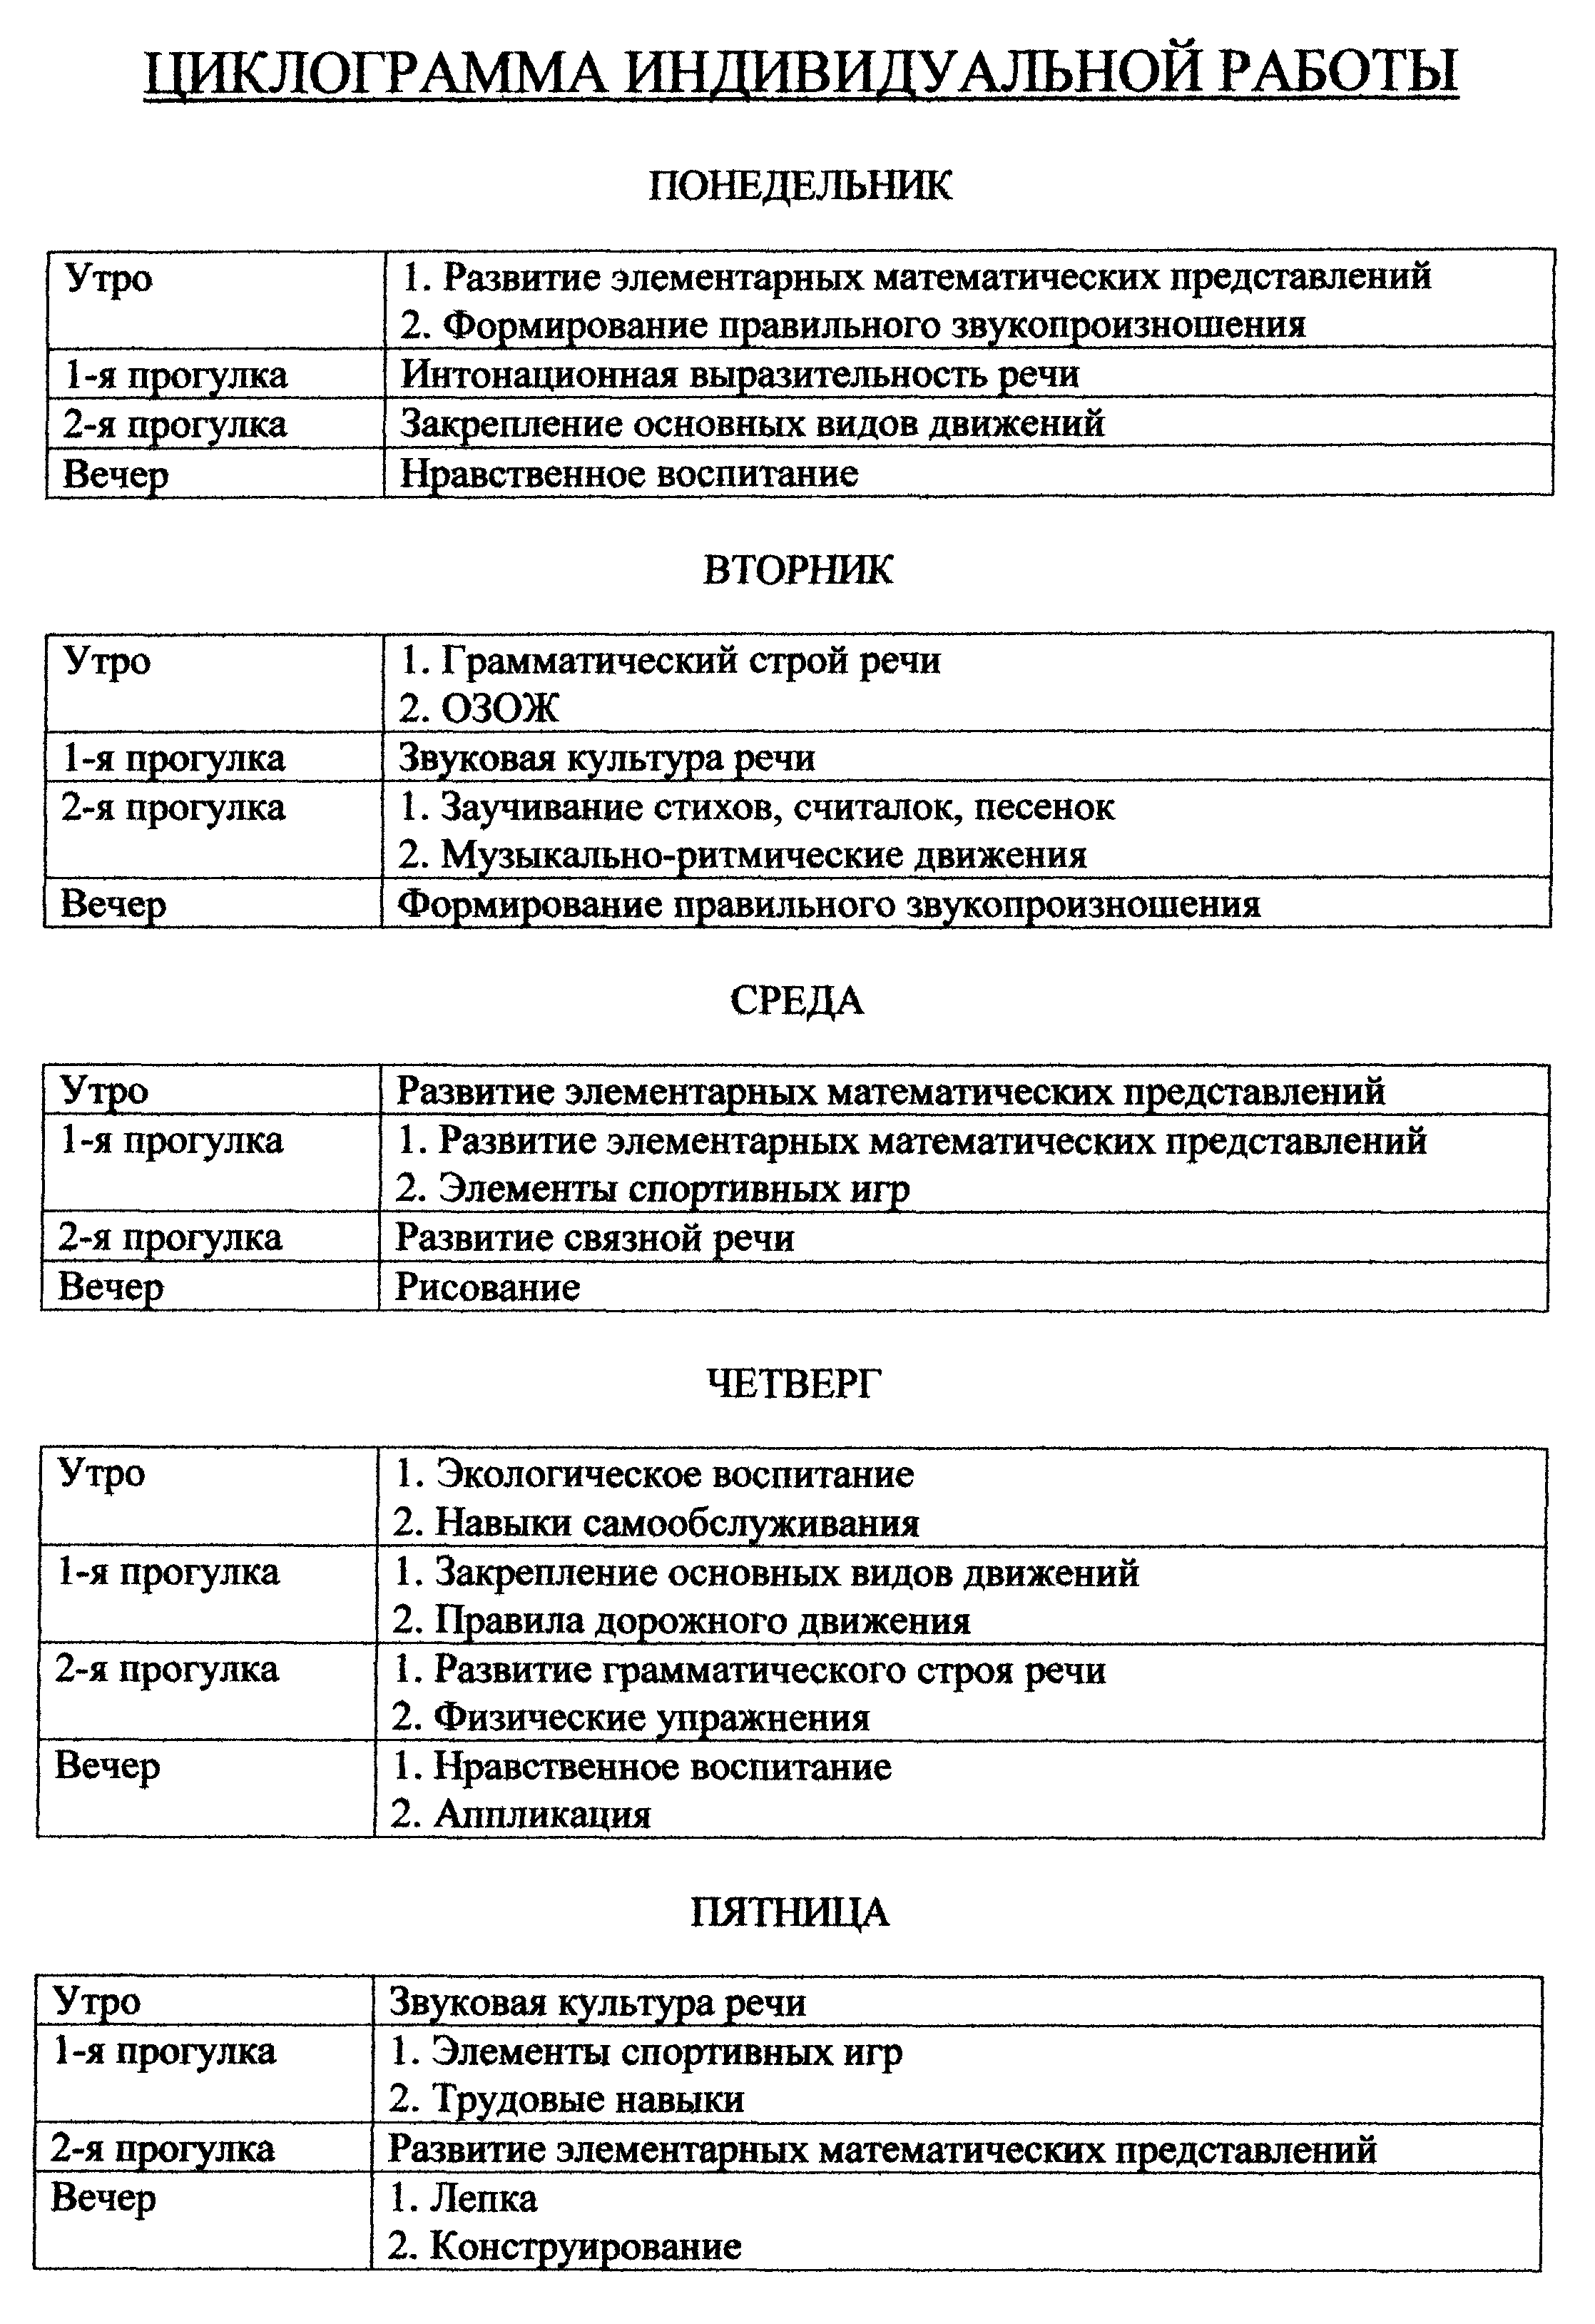 ЦИКЛОГРАММА ИНДИВИДУАЛЬНОЙ РАБОТЫ
ПОНЕДЕЛЬНИК
Утро 1. Развитие элементарных математических представлений
2. Формирование правильного звукопроизношения
1-я прогулка Интонационная выразительность речи
2-я прогулка Закрепление основных видов движений
Вечер Нравственное воспитание
ВТОРНИК
Утро 1. Грамматический строй речи
2. ОЗОЖ
1-я прогулка Звуковая культура речи
2-я прогулка 1. Заучивание стихов, считалок, песенок
2. Музыкально-ритмические движения
Вечер Формирование правильного звукопроизношения
СРЕДА
Утро Развитие элементарных математических представлений
1-я прогулка 1. Развитие элементарных математических представлений
2. Элементы спортивных игр
2-я прогулка Развитие связной речи
Вечер Рисование
ЧЕТВЕРГ
Утро 1. Экологическое воспитание
2. Навыки самообслуживания
1-я прогулка 1. Закрепление основных видов движений
2. Правила дорожного движения
2-я прогулка 1. Развитие грамматического строя речи
2. Физические упражнения
Вечер 1. Нравственное воспитание
2. Аппликация
ПЯТНИЦА
Утро Звуковая культура речи
1-я прогулка 1. Элементы спортивных игр
2. Трудовые навыки
2-я прогулка Развитие элементарных математических представлений
Вечер 1. Лепка
2. Конструирование